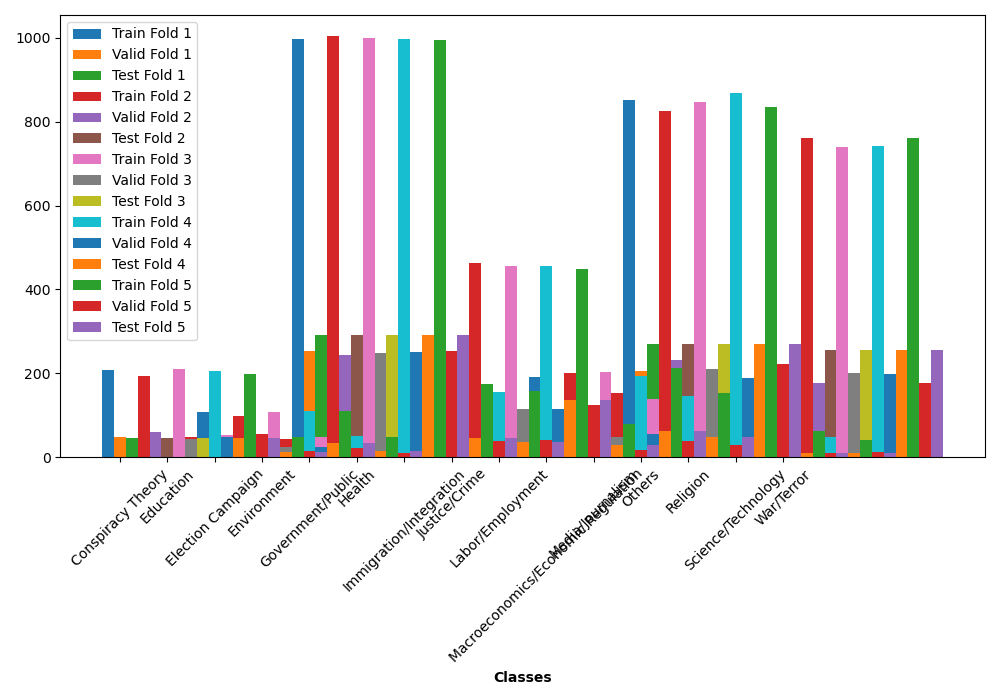 1000
800
600
400
200
0
Train Fold 1
Valid Fold 1
Test Fold 1
Train Fold 2
Valid Fold 2
Test Fold 2
Train Fold 3
Valid Fold 3
Test Fold 3
Train Fold 4
Valid Fold 4
Test Fold 4
Train Fold 5
Valid Fold 5
Test Fold 5
Conspiracy Theory
Education
Election Campaign
Environment
Government/Public
Health
Immigration/Integration
Justice/Crime
Labor/Employment
Macroeconomics/Economic Regulation
Media/Journalism
Others
Religion
Science/Technology
War/Terror
Classes